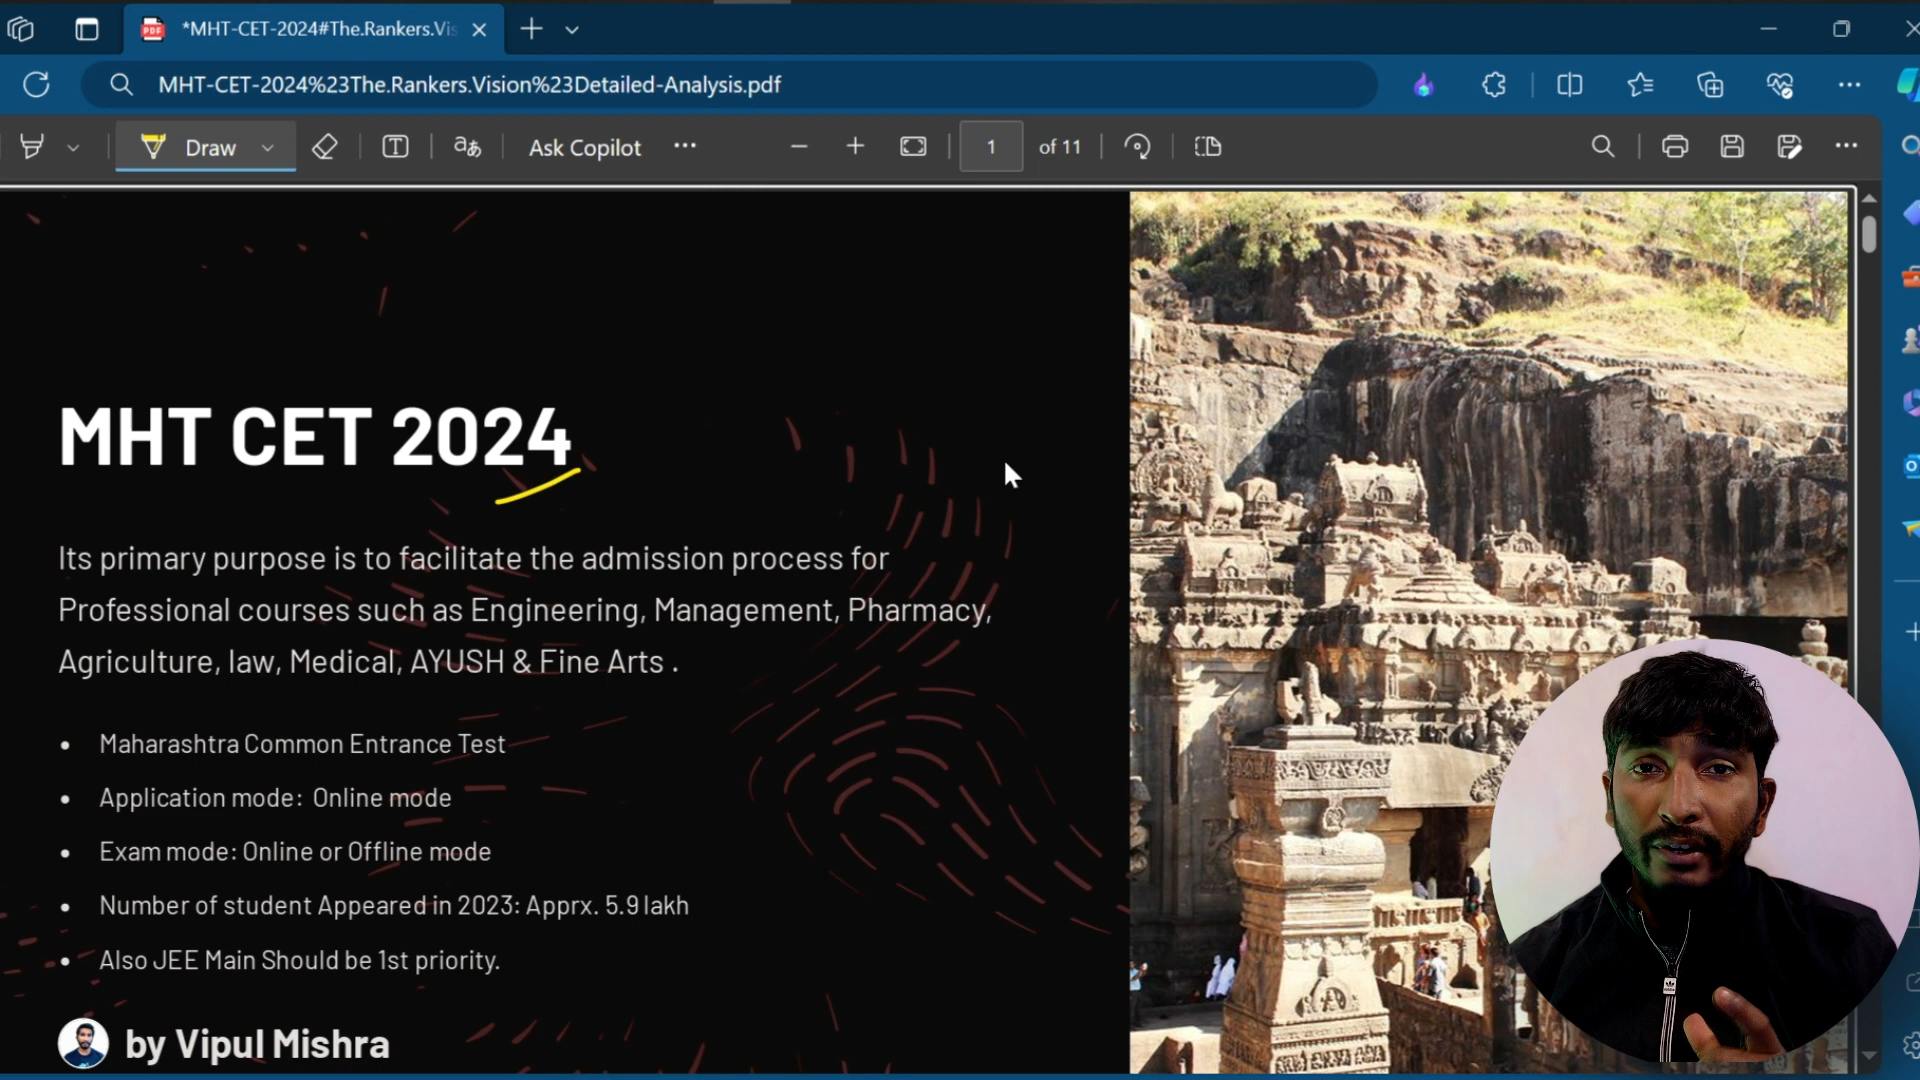 *MHT-CET-2024#The.Rankers.Vis
MHT-CET-2024%23The.Rankers.Vision%23Detailed-Analysis.pdf
Draw
aあ
Ask Copilot
1
of 11
MHT CET 2024
Its primary purpose is to facilitate the admission process for
Professional courses such as Engineering, Management, Pharmacy,
Agriculture, law, Medical, AYUSH & Fine Arts .
• Maharashtra Common Entrance Test
• Application mode: Online mode
• Exam mode: Online or Offline mode
• Number of student Appeared in 2023: Apprx. 5.9 lakh
• Also JEE Main Should be 1st priority.
by Vipul Mishra